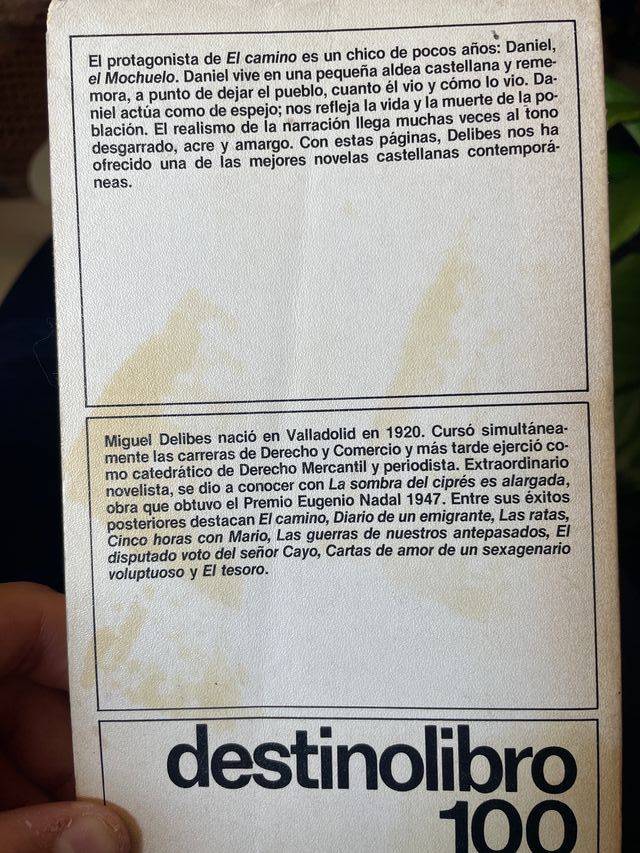 El protagonista de El camino es un chico de pocos años: Daniel,
el Mochuelo. Daniel vive en una pequeña aldea castellana y reme-
mora, a punto de dejar el pueblo, cuanto él vio y cómo lo vio. Da-
niel actúa como de espejo; nos refleja la vida y la muerte de la po-
blación. El realismo de la narración llega muchas veces al tono
desgarrado, acre y amargo. Con estas páginas, Delibes nos ha
ofrecido una de las mejores novelas castellanas contemporá-
neas.
Miguel Delibes nació en Valladolid en 1920. Cursó simultánea-
mente las carreras de Derecho y Comercio y más tarde ejerció co-
mo catedrático de Derecho Mercantil y periodista. Extraordinario
novelista, se dio a conocer con La sombra del ciprés es alargada,
obra que obtuvo el Premio Eugenio Nadal 1947. Entre sus éxitos
posteriores destacan El camino, Diario de un emigrante, Las ratas,
Cinco horas con Mario, Las guerras de nuestros antepasados, El
disputado voto del señor Cayo, Cartas de amor de un sexagenario
voluptuoso y El tesoro.
destinolibro
100